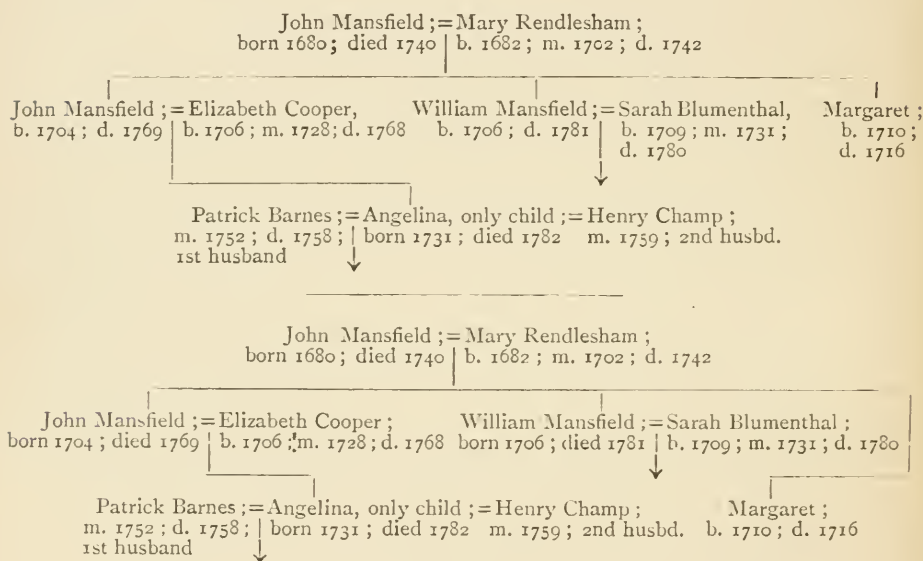 John Mansfield ;=Mary Rendlesham ;
born 1680; died 1740 b. 1682 ; m. 1702 ; d. 1742
John Mansfield ;=Elizabeth Cooper, William Mansfield ;=Sarah Blumenthal, Margaret ;
b. 1704 ; d. 1769 b. 1706 ; m. 1728; d. 1768 b. 1706 ; d. 1781 b. 1709 ; m. 1731 ; b. 1710 ;
d. 1780 d. 1716
Patrick Barnes ;=Angelina, only child ;=Henry Champ ;
m. 1752 ; d. 1758 ; born 1731 ; died 1782 m. 1759 ; 2nd husbd.
1st husband
John Mansfield ;=Mary Rendlesham ;
born 1680 ; died 1740 b. 1682 ; m. 1702 ; d. 1742
John Mansfield ;=Elizabeth Cooper ; William Mansfield ;=Sarah Blumenthal ;
born 1704 ; died 1769 b. 1706 ; m. 1728 ; d. 1768 born 1706 ; died 1781 b. 1709 ; m. 1731 ; d. 1780
Patrick Barnes ;=Angelina, only child ;=Henry Champ ; Margaret ;
m. 1752 ; d. 1758 ; born 1731 ; died 1782 m. 1759 ; 2nd husbd. b. 1710 ; d. 1716
1st husband